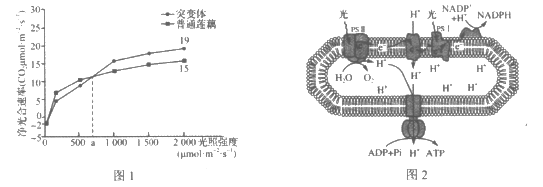 净光合速率(CO₂μmol·m⁻²·s⁻¹)
30
25
20
15
10
5
0
−2
−5
突变体
普通莲藕
19
15
0
500
a
1 000
1 500
2 000
光照强度
(μmol·m⁻²·s⁻¹)
图1
光
PSⅡ
H⁺
光
PSⅠ
NADP⁺
+H⁺
NADPH
e⁻
e⁻
H₂O
O₂
H⁺
H⁺
H⁺
H⁺
H⁺
H⁺
H⁺
H⁺
ADP+Pi
H⁺
ATP
图2